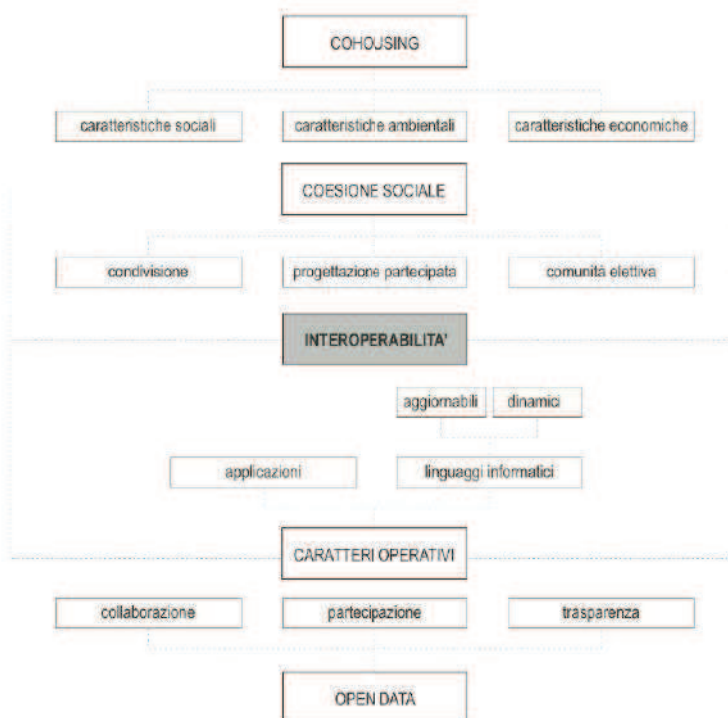 COHOUSING
caratteristiche sociali
caratteristiche ambientali
caratteristiche economiche
COESIONE SOCIALE
condivisione
progettazione partecipata
comunità elettiva
INTEROPERABILITA'
aggiornabili
dinamici
applicazioni
linguaggi informatici
CARATTERI OPERATIVI
collaborazione
partecipazione
trasparenza
OPEN DATA